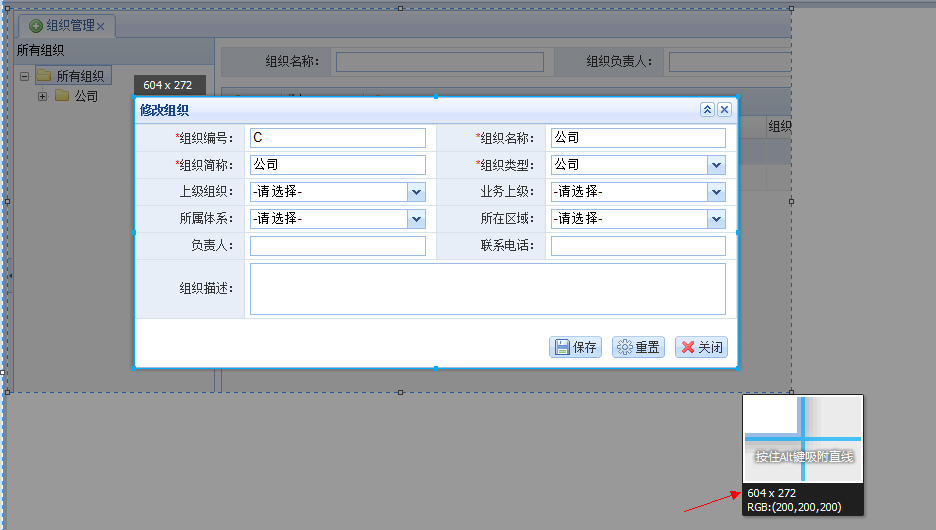 组织管理
所有组织
组织名称：
组织负责人：
所有组织
公司
604 x 272
修改组织
组织
*组织编号： C
*组织名称： 公司
*组织简称： 公司
*组织类型： 公司
上级组织： -请选择-
业务上级： -请选择-
所属体系： -请选择-
所在区域： -请选择-
负责人：
联系电话：
组织描述：
保存 重置 关闭
按住Alt键吸附直线
604 x 272
RGB:(200,200,200)